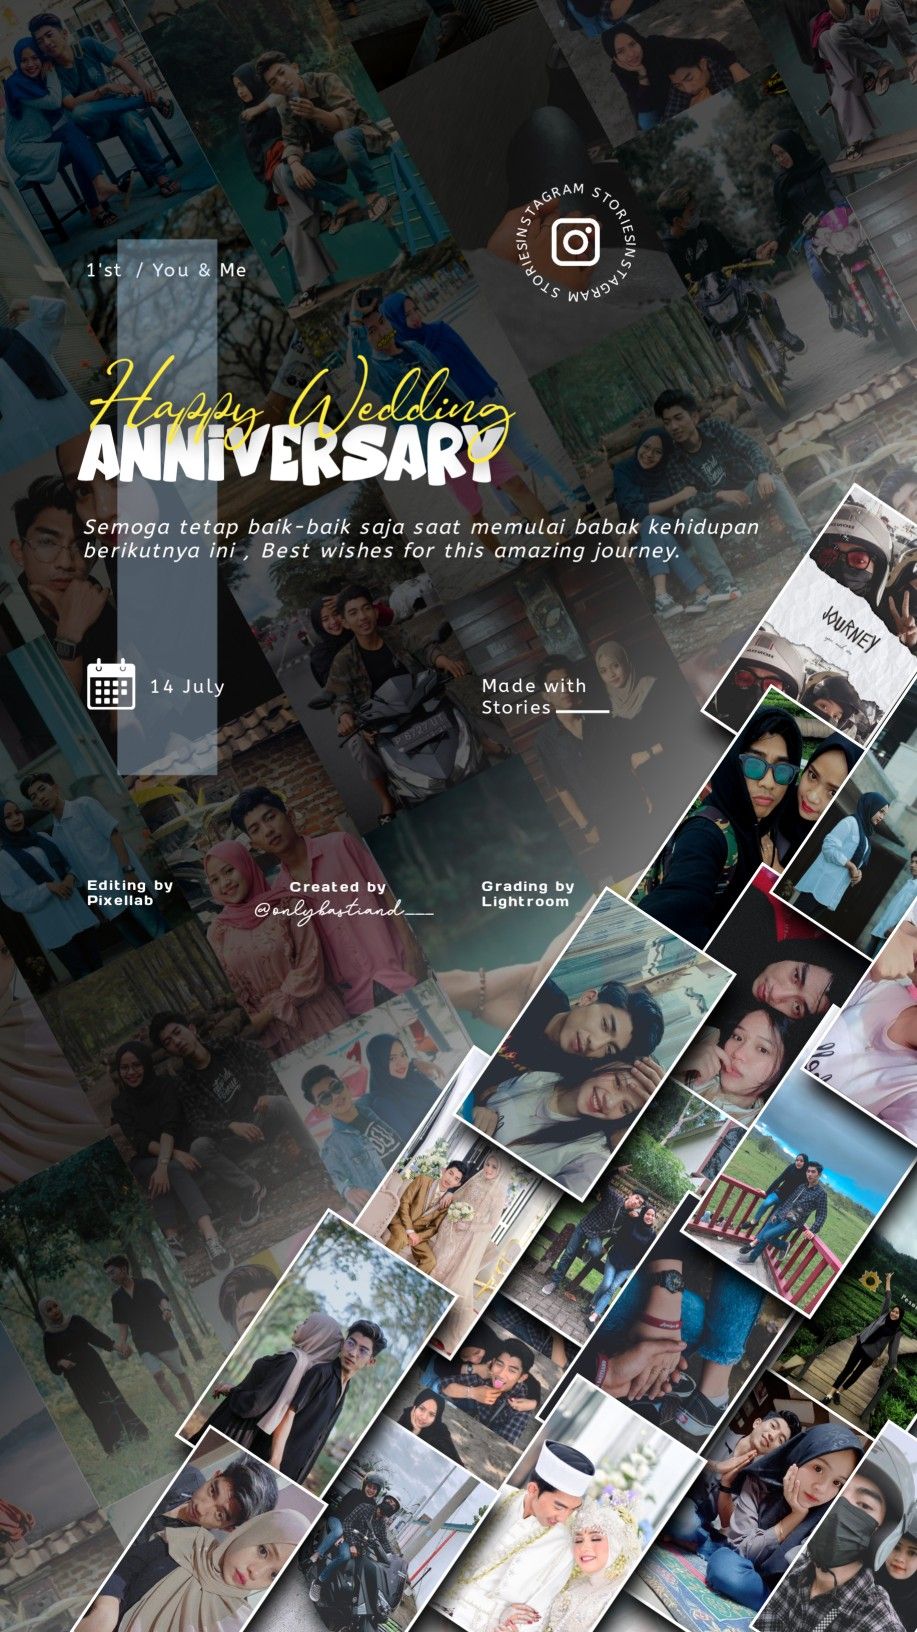 INSTAGRAM STORIESINSTAGRAM STORIES
1'st / You & Me
Happy Wedding
ANNiVERSARY
Semoga tetap baik-baik saja saat memulai babak kehidupan
berikutnya ini , Best wishes for this amazing journey.
JOURNEY
14 July
Made with
Stories
Editing by
Pixellab
Created by
@onlybastiand___
Grading by
Lightroom